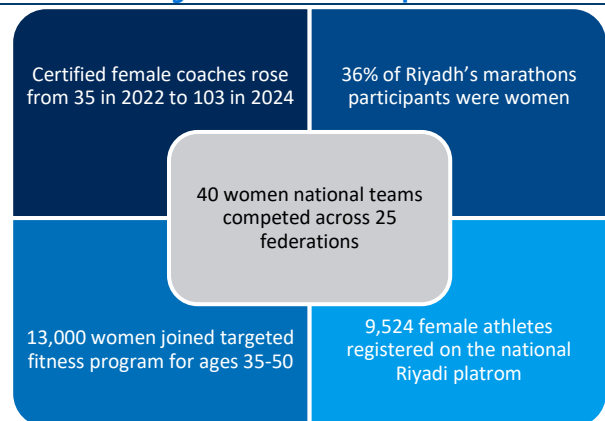 Certified female coaches rose
from 35 in 2022 to 103 in 2024
36% of Riyadh’s marathons
participants were women
40 women national teams
competed across 25
federations
13,000 women joined targeted
fitness program for ages 35-50
9,524 female athletes
registered on the national
Riyadi platrom